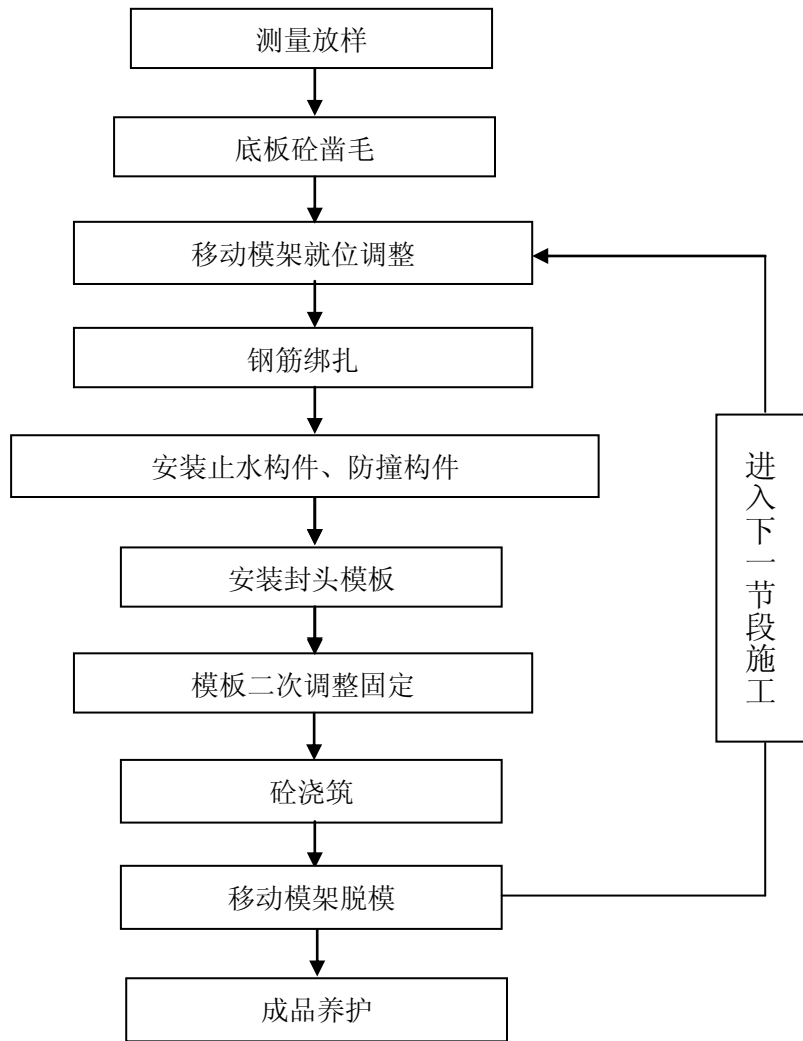 测量放样
底板砼凿毛
移动模架就位调整
钢筋绑扎
安装止水构件、防撞构件
安装封头模板
模板二次调整固定
砼浇筑
移动模架脱模
成品养护
进入下一节段施工